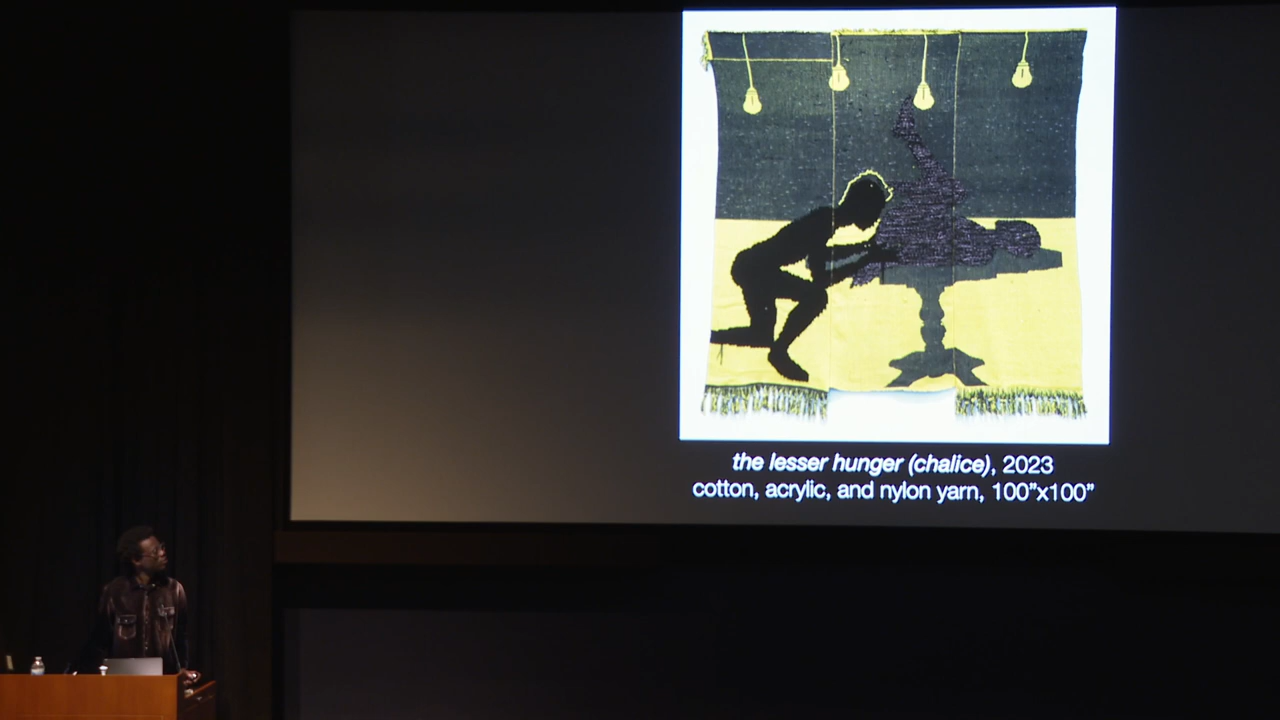 the lesser hunger (chalice), 2023
cotton, acrylic, and nylon yarn, 100”x100”